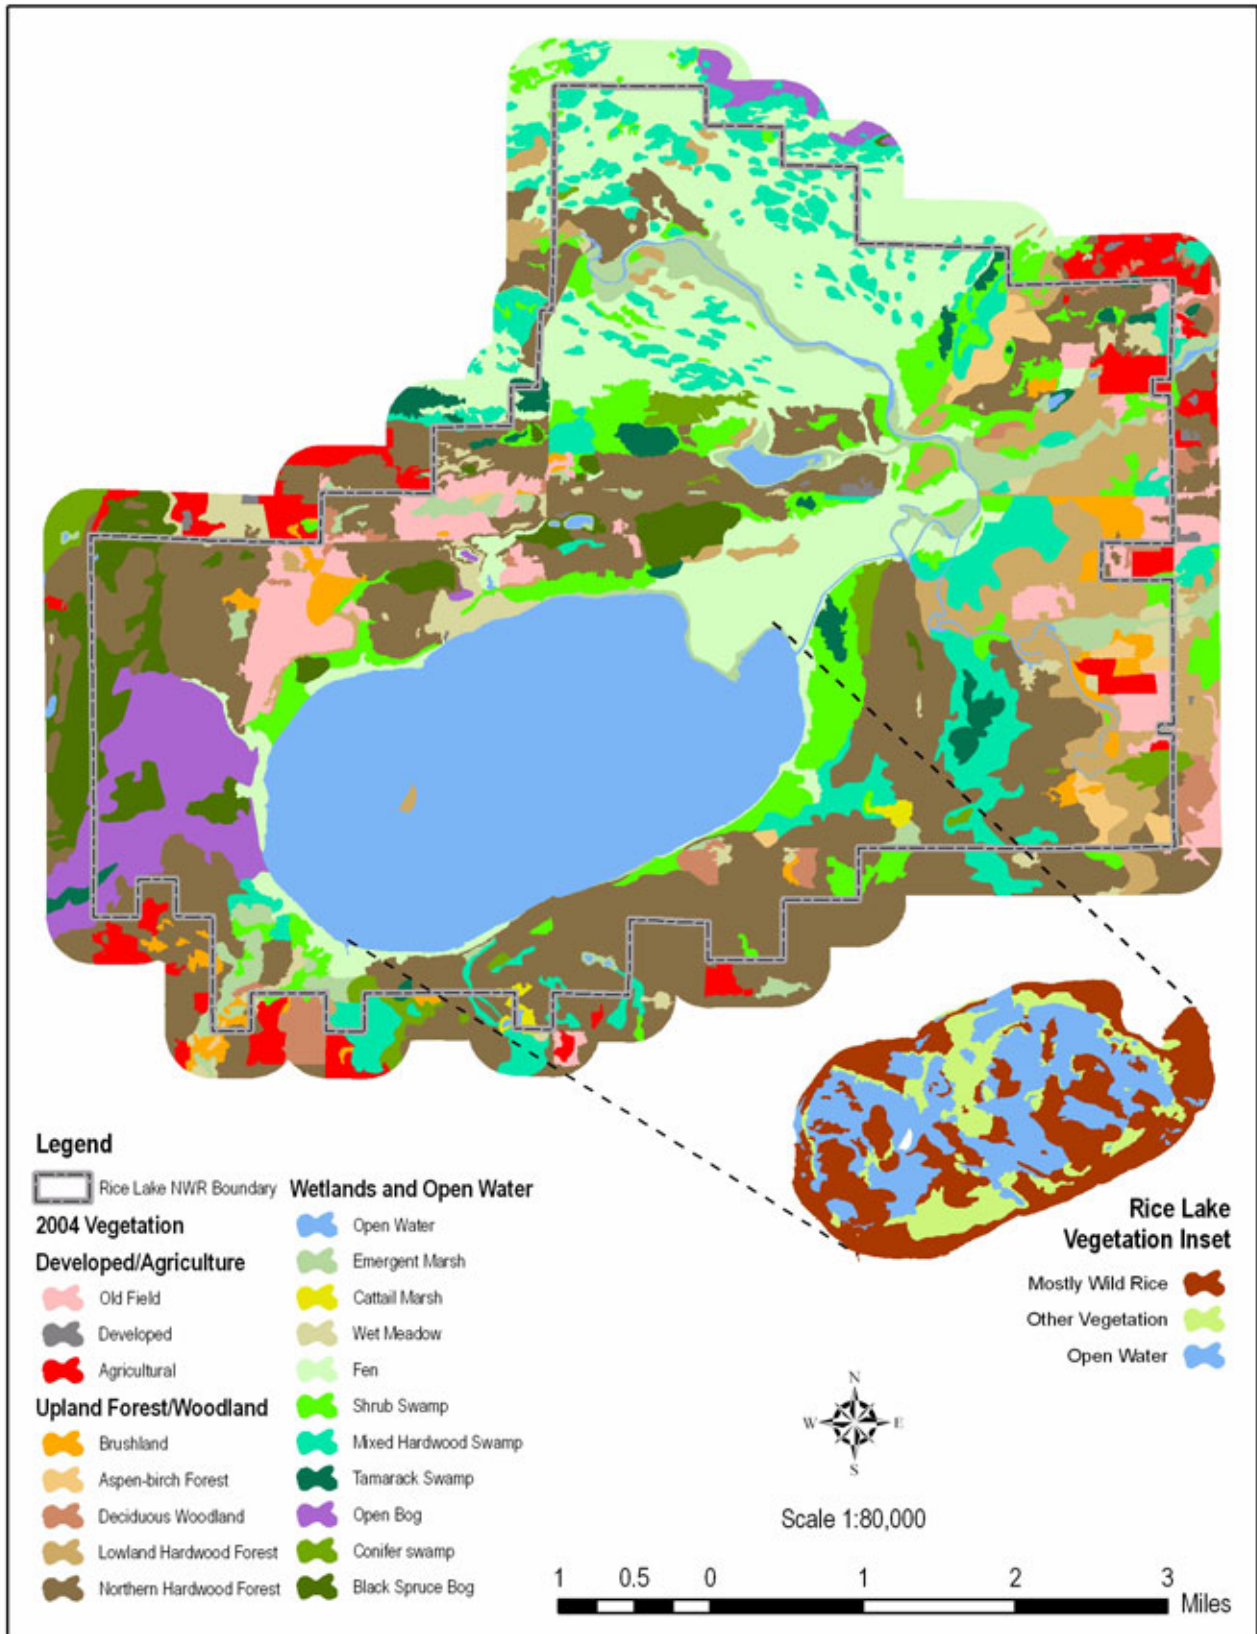 Legend
Rice Lake NWR Boundary
2004 Vegetation
Developed/Agriculture
Old Field
Developed
Agricultural
Upland Forest/Woodland
Brushland
Aspen-birch Forest
Deciduous Woodland
Lowland Hardwood Forest
Northern Hardwood Forest
Wetlands and Open Water
Open Water
Emergent Marsh
Cattail Marsh
Wet Meadow
Fen
Shrub Swamp
Mixed Hardwood Swamp
Tamarack Swamp
Open Bog
Conifer swamp
Black Spruce Bog
Rice Lake
Vegetation Inset
Mostly Wild Rice
Other Vegetation
Open Water
N
W E
S
Scale 1:80,000
1 0.5 0 1 2 3
Miles